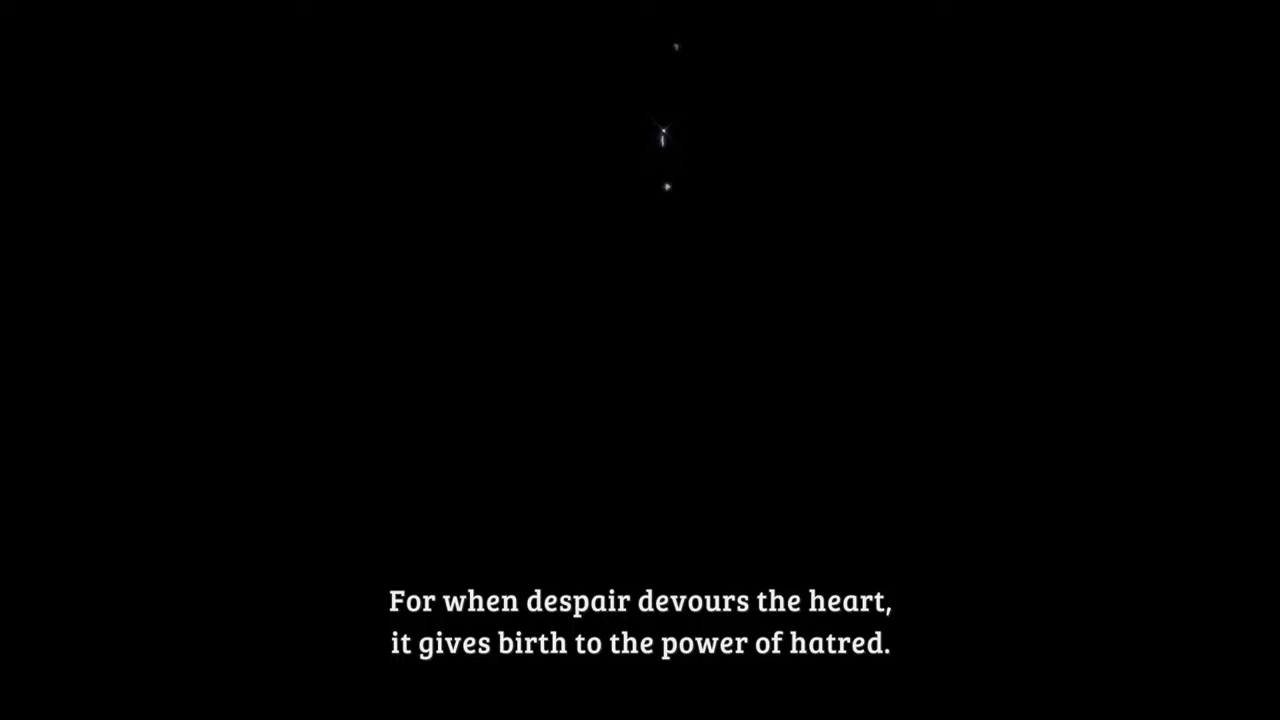 For when despair devours the heart,
it gives birth to the power of hatred.